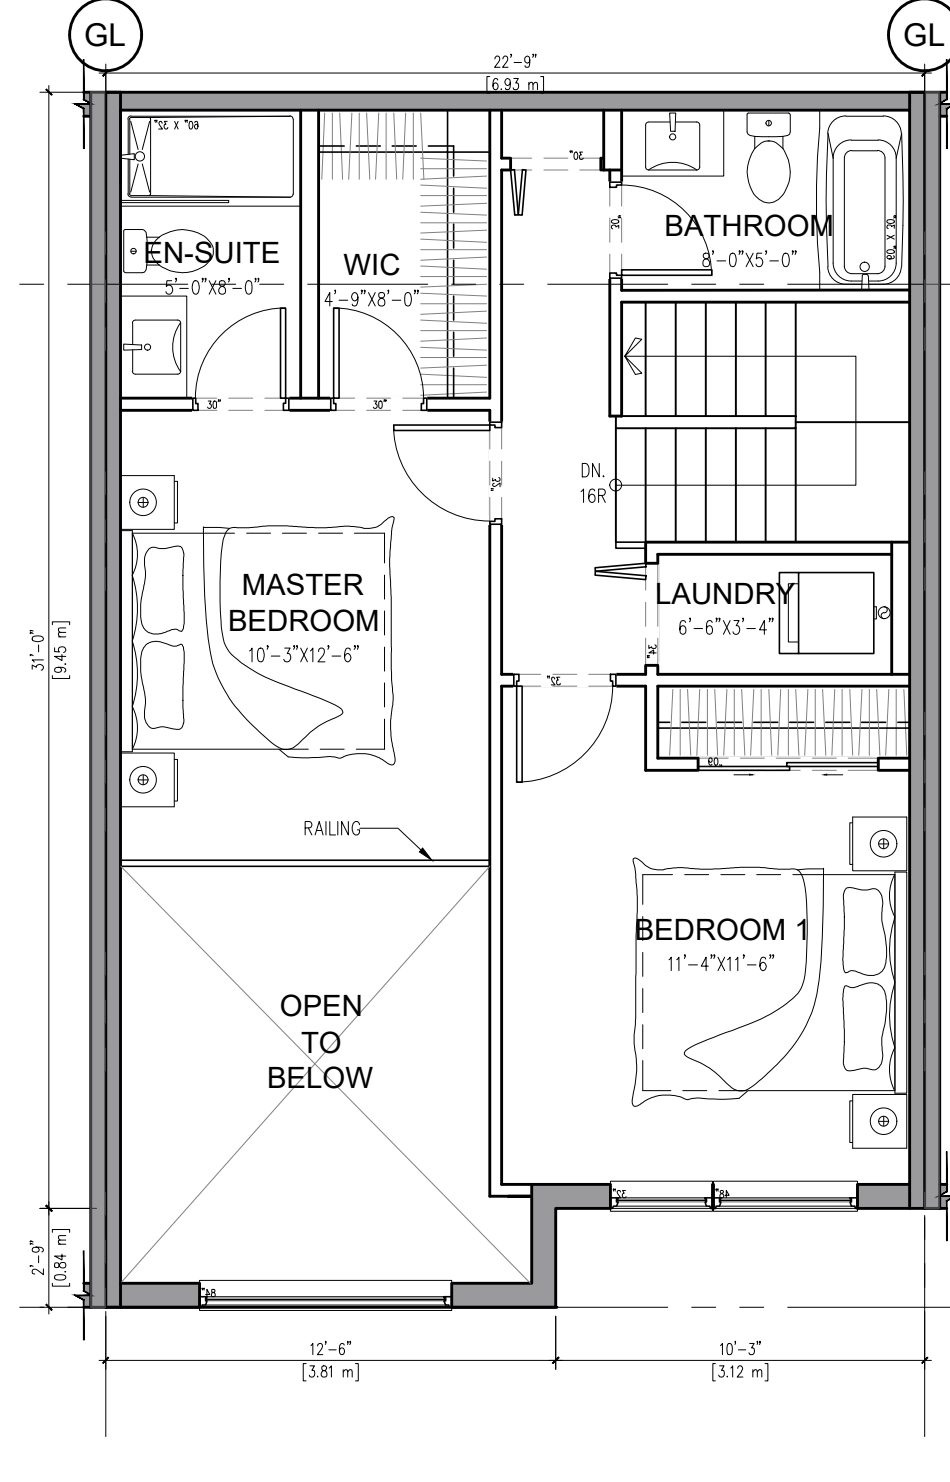 GL
GL
22'-9"
[6.93 m]
60" X 32"
30"
30"
BATHROOM
8'-0"X5'-0"
60" X 30"
EN-SUITE
5'-0"X8'-0"
WIC
4'-9"X8'-0"
30"
30"
32"
DN.
16R
MASTER
BEDROOM
10'-3"X12'-6"
LAUNDRY
6'-6"X3'-4"
34"
32"
31'-0"
[9.45 m]
60"
RAILING
BEDROOM 1
11'-4"X11'-6"
OPEN
TO
BELOW
32"
48"
2'-9"
[0.84 m]
84"
12'-6"
[3.81 m]
10'-3"
[3.12 m]